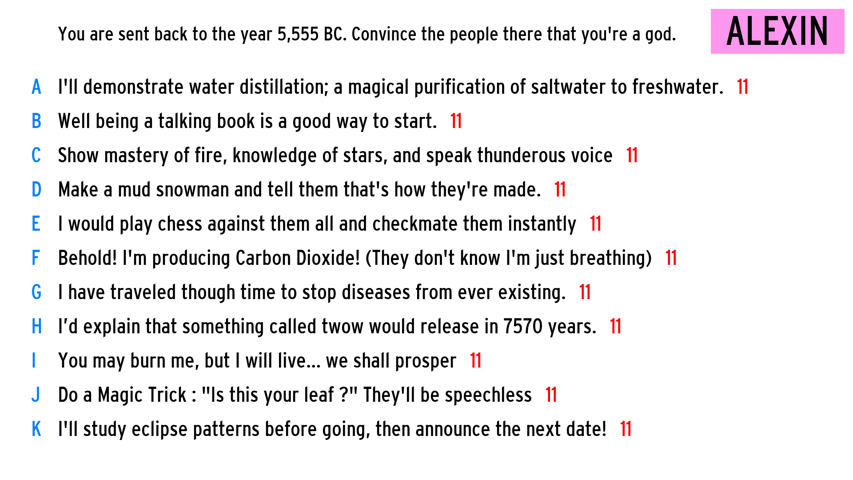 You are sent back to the year 5,555 BC. Convince the people there that you're a god.
ALEXIN
A I'll demonstrate water distillation; a magical purification of saltwater to freshwater. 11
B Well being a talking book is a good way to start. 11
C Show mastery of fire, knowledge of stars, and speak thunderous voice 11
D Make a mud snowman and tell them that's how they're made. 11
E I would play chess against them all and checkmate them instantly 11
F Behold! I'm producing Carbon Dioxide! (They don't know I'm just breathing) 11
G I have traveled though time to stop diseases from ever existing. 11
H I’d explain that something called twow would release in 7570 years. 11
I You may burn me, but I will live... we shall prosper 11
J Do a Magic Trick : "Is this your leaf ?" They'll be speechless 11
K I'll study eclipse patterns before going, then announce the next date! 11